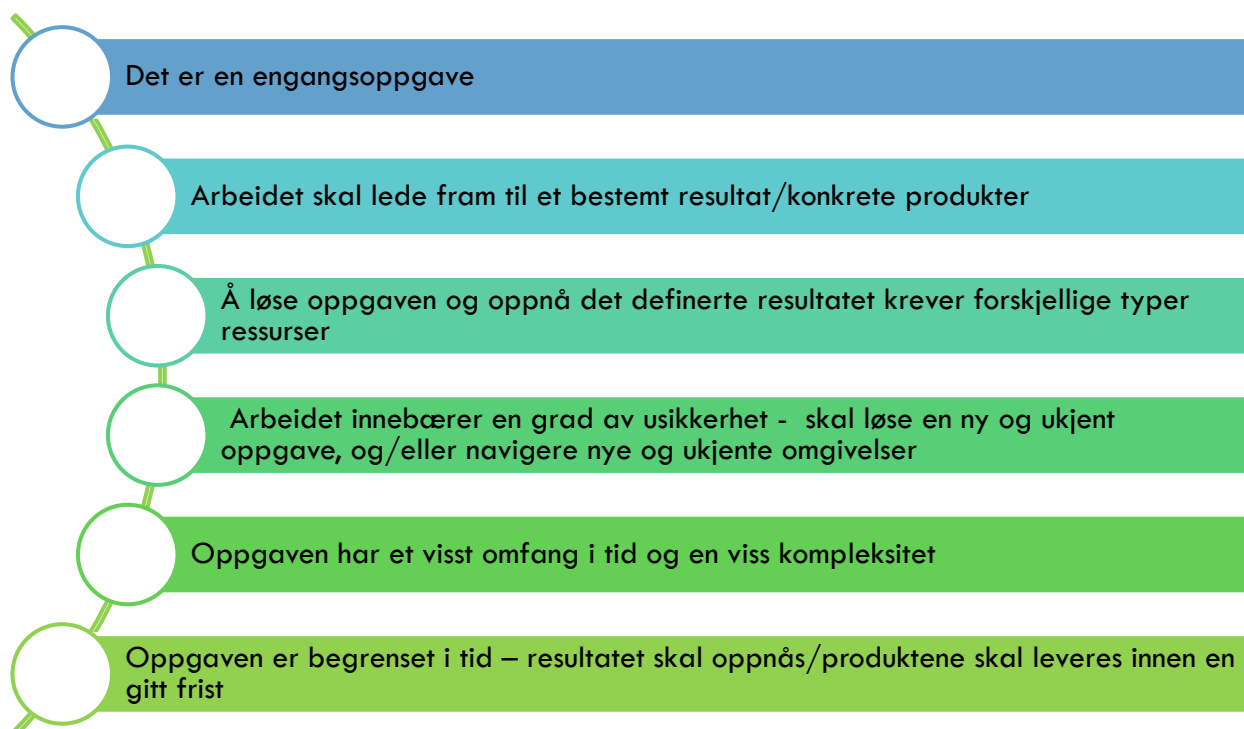 Det er en engangsoppgave
Arbeidet skal lede fram til et bestemt resultat/konkrete produkter
Å løse oppgaven og oppnå det definerte resultatet krever forskjellige typer
ressurser
Arbeidet innebærer en grad av usikkerhet - skal løse en ny og ukjent
oppgave, og/eller navigere nye og ukjente omgivelser
Oppgaven har et visst omfang i tid og en viss kompleksitet
Oppgaven er begrenset i tid – resultatet skal oppnås/produktene skal leveres innen en
gitt frist